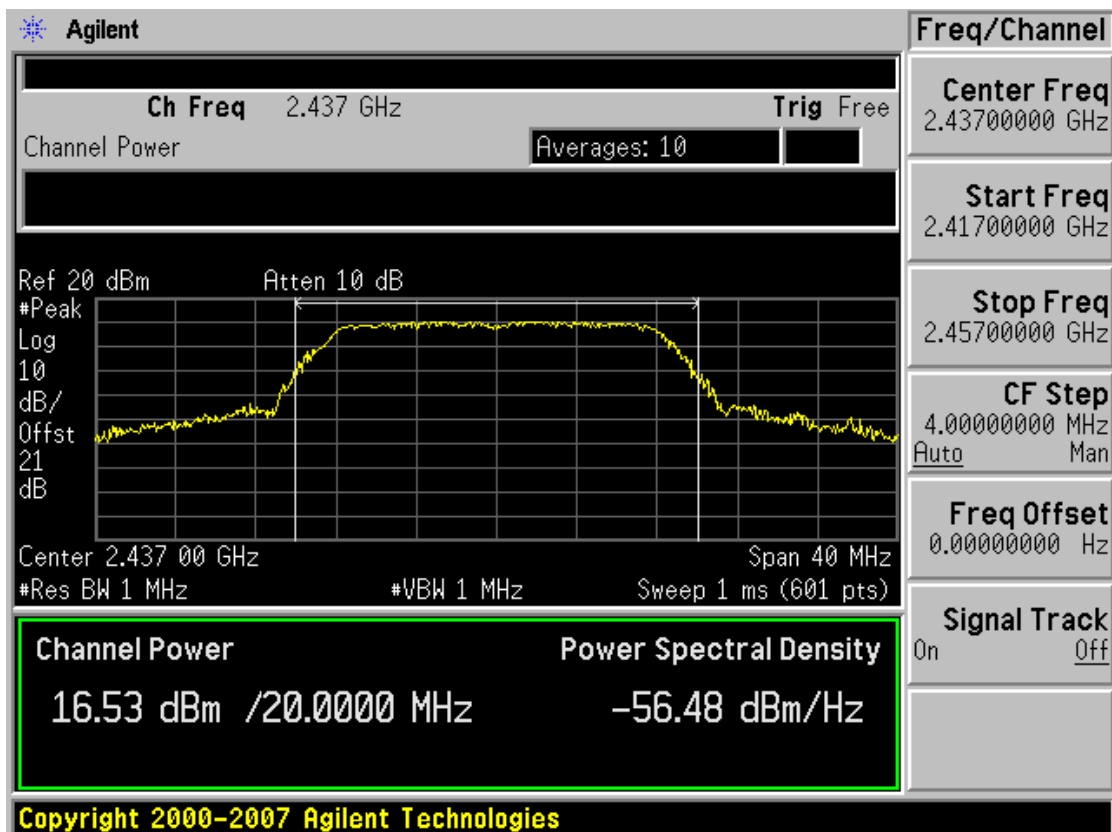 Agilent
Freq/Channel
Ch Freq 2.437 GHz Trig Free
Channel Power Averages: 10
Ref 20 dBm Atten 10 dB
#Peak
Log
10
dB/
Offst
21
dB
Center 2.437 00 GHz Span 40 MHz
#Res BW 1 MHz #VBW 1 MHz Sweep 1 ms (601 pts)
Channel Power Power Spectral Density
16.53 dBm /20.0000 MHz -56.48 dBm/Hz
Center Freq
2.43700000 GHz
Start Freq
2.41700000 GHz
Stop Freq
2.45700000 GHz
CF Step
4.00000000 MHz
Auto Man
Freq Offset
0.00000000 Hz
Signal Track
On Off
Copyright 2000-2007 Agilent Technologies